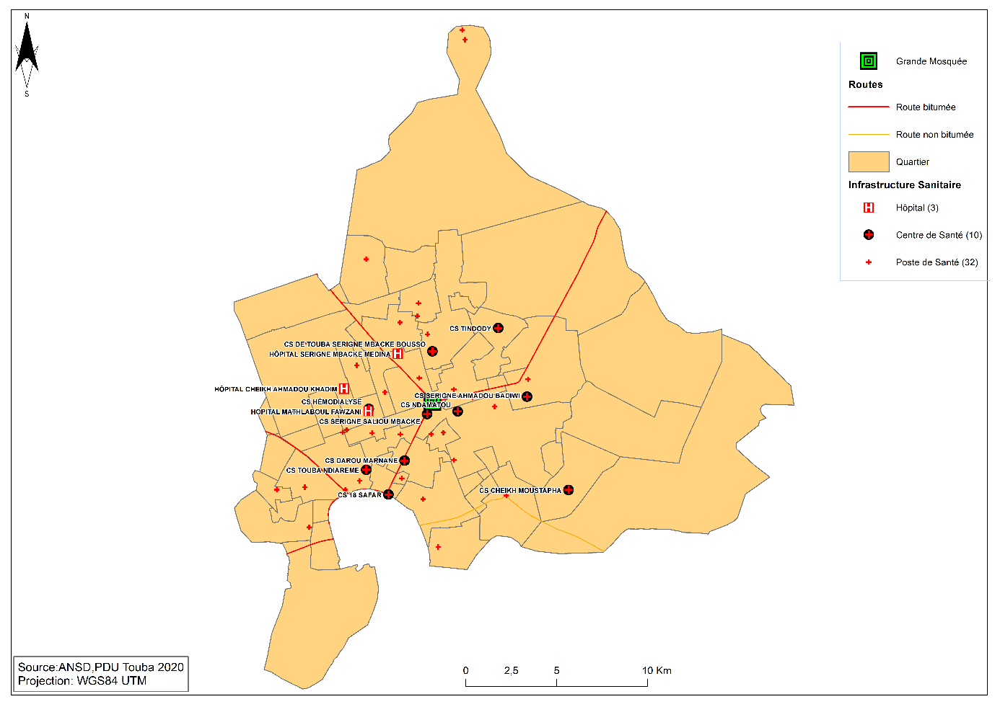 N
S
Grande Mosquée
Routes
Route bitumée
Route non bitumée
Quartier
Infrastructure Sanitaire
H Hôpital (3)
Centre de Santé (10)
Poste de Santé (32)
CS TINDODY
CS DE TOUBA SERIGNE MBACKE BOUSSO
HÔPITAL SERIGNE MBACKE MEDINA H
HÔPITAL CHEIKH AHMADOU KHADIM H
CS SERIGNE AHMADOU BADIWI
CS HÉMODIALYSE
CS NDAMATOU
HOPITAL MATHLABOUL FAWZANI H
CS SERIGNE SALIOU MBACKE
CS DAROU MARNANE
CS TOUBA NDIAREME
CS CHEIKH MOUSTAPHA
CS 18 SAFAR
Source:ANSD,PDU Touba 2020
Projection: WGS84 UTM
0 2,5 5 10 Km